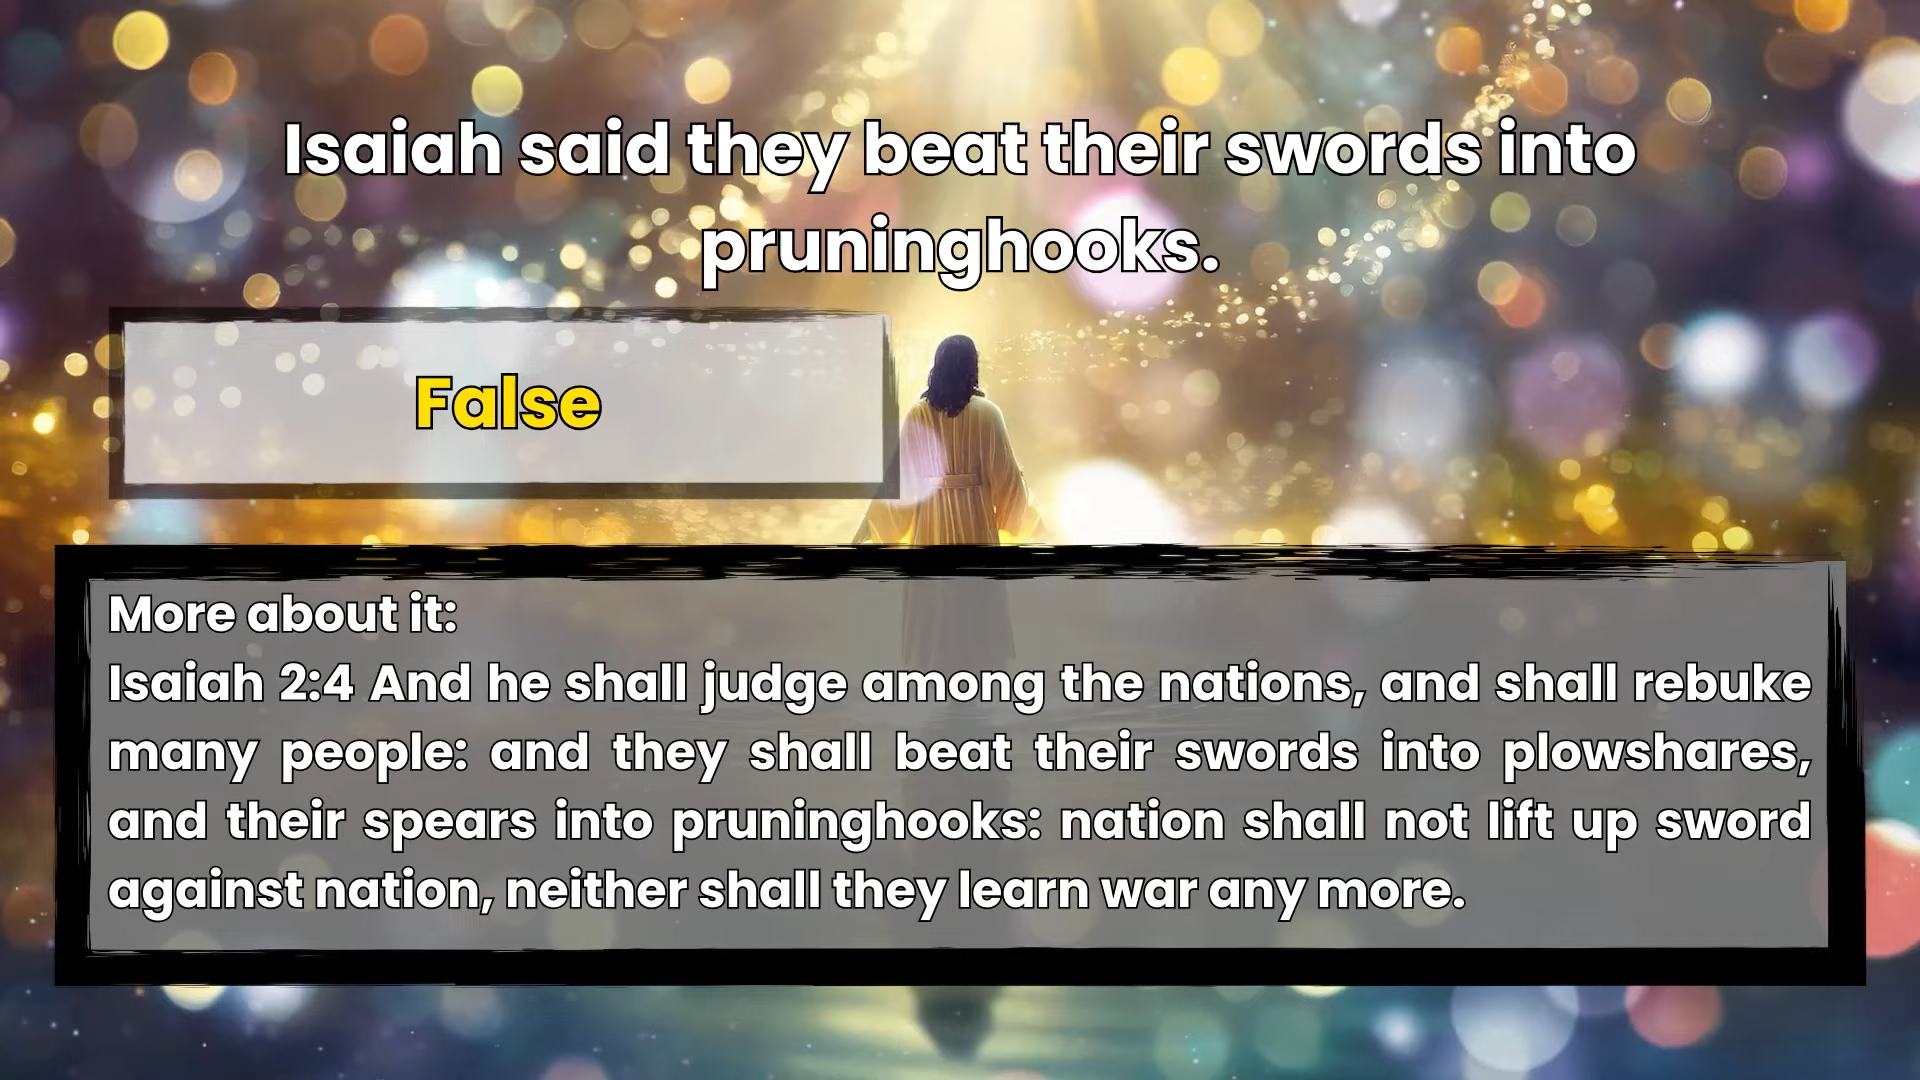 Isaiah said they beat their swords into
pruninghooks.
False
More about it:
Isaiah 2:4 And he shall judge among the nations, and shall rebuke
many people: and they shall beat their swords into plowshares,
and their spears into pruninghooks: nation shall not lift up sword
against nation, neither shall they learn war any more.